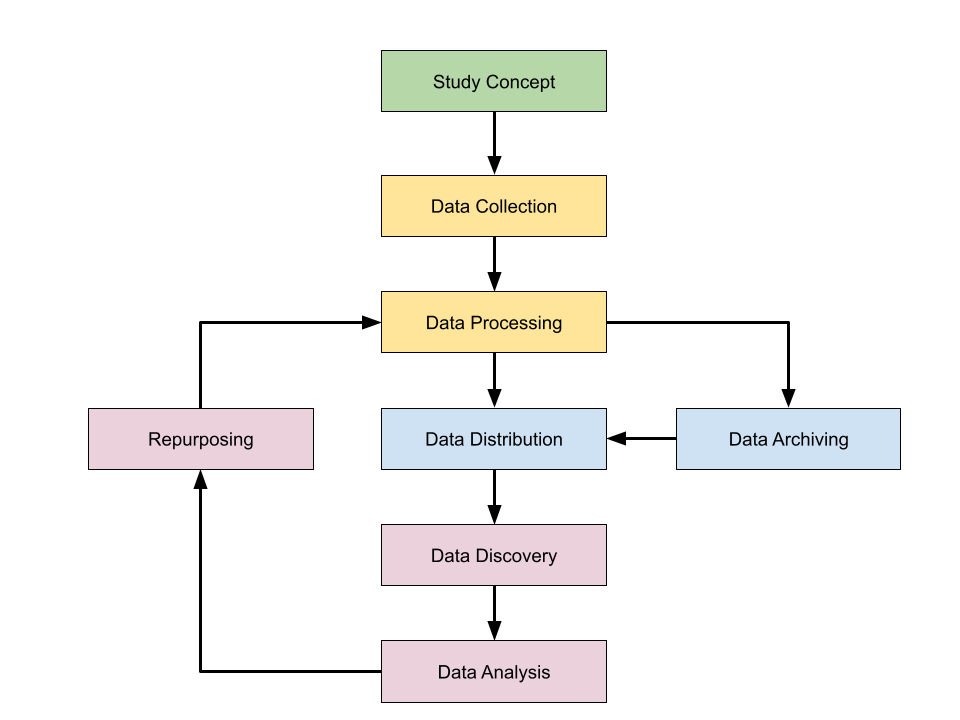 Study Concept
Data Collection
Data Processing
Repurposing
Data Distribution
Data Archiving
Data Discovery
Data Analysis